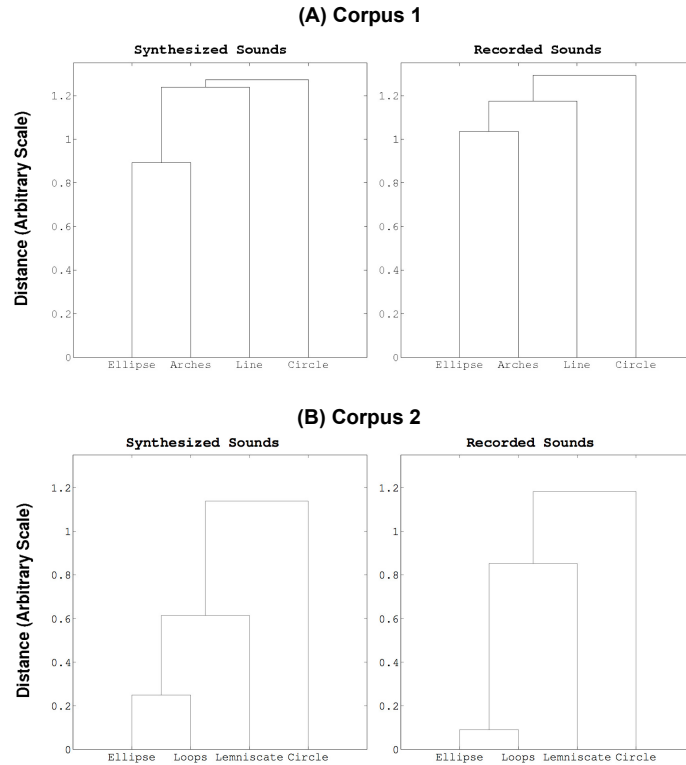 (A) Corpus 1
Synthesized Sounds
Distance (Arbitrary Scale)
1.2
1
0.8
0.6
0.4
0.2
0
Ellipse Arches Line Circle
Recorded Sounds
1.2
1
0.8
0.6
0.4
0.2
0
Ellipse Arches Line Circle
(B) Corpus 2
Synthesized Sounds
Distance (Arbitrary Scale)
1.2
1
0.8
0.6
0.4
0.2
0
Ellipse Loops Lemniscate Circle
Recorded Sounds
1.2
1
0.8
0.6
0.4
0.2
0
Ellipse Loops Lemniscate Circle